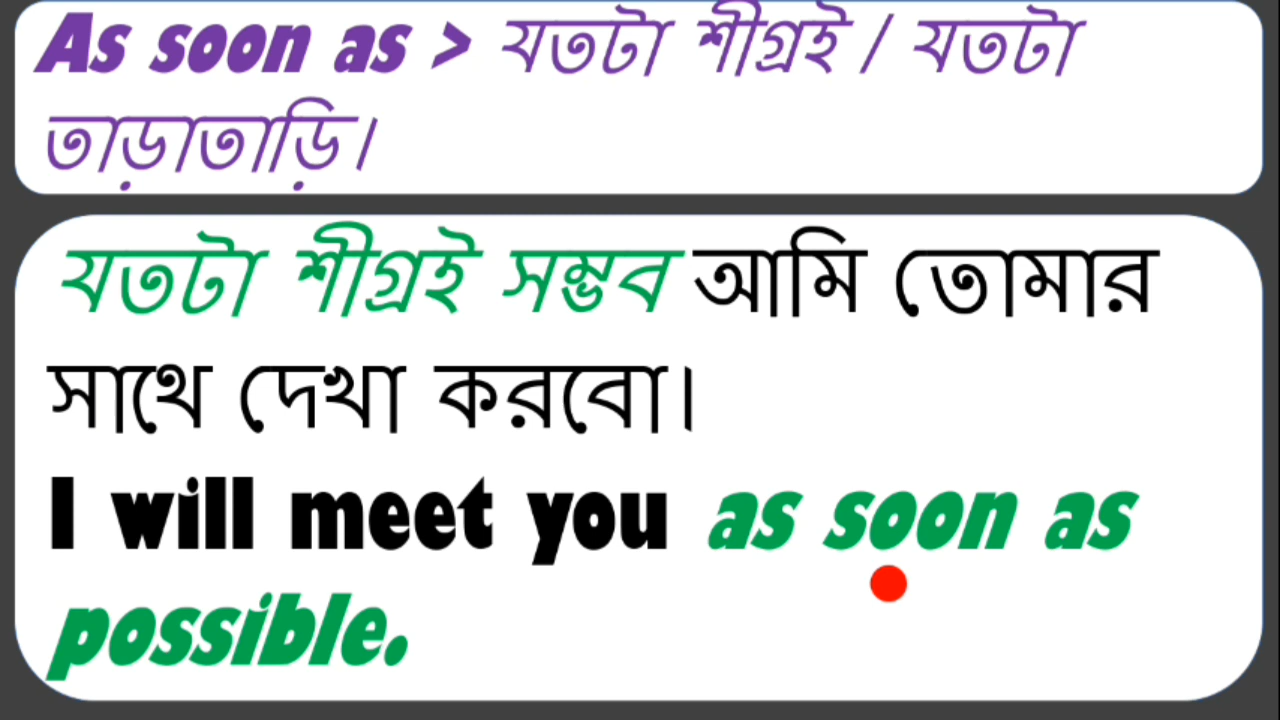 As soon as > যতটা শীগ্রই / যতটা
তাড়াতাড়ি।
যতটা শীগ্রই সম্ভব আমি তোমার
সাথে দেখা করবো।
I will meet you as soon as
possible.